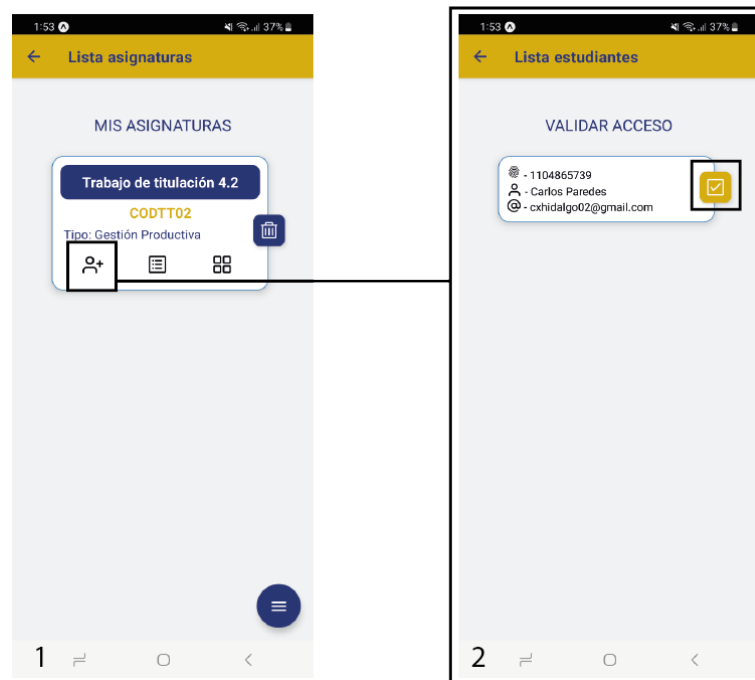 1:53 37%
Lista asignaturas
MIS ASIGNATURAS
Trabajo de titulación 4.2
CODTT02
Tipo: Gestión Productiva
1
1:53 37%
Lista estudiantes
VALIDAR ACCESO
- 1104865739
- Carlos Paredes
- cxhidalgo02@gmail.com
2